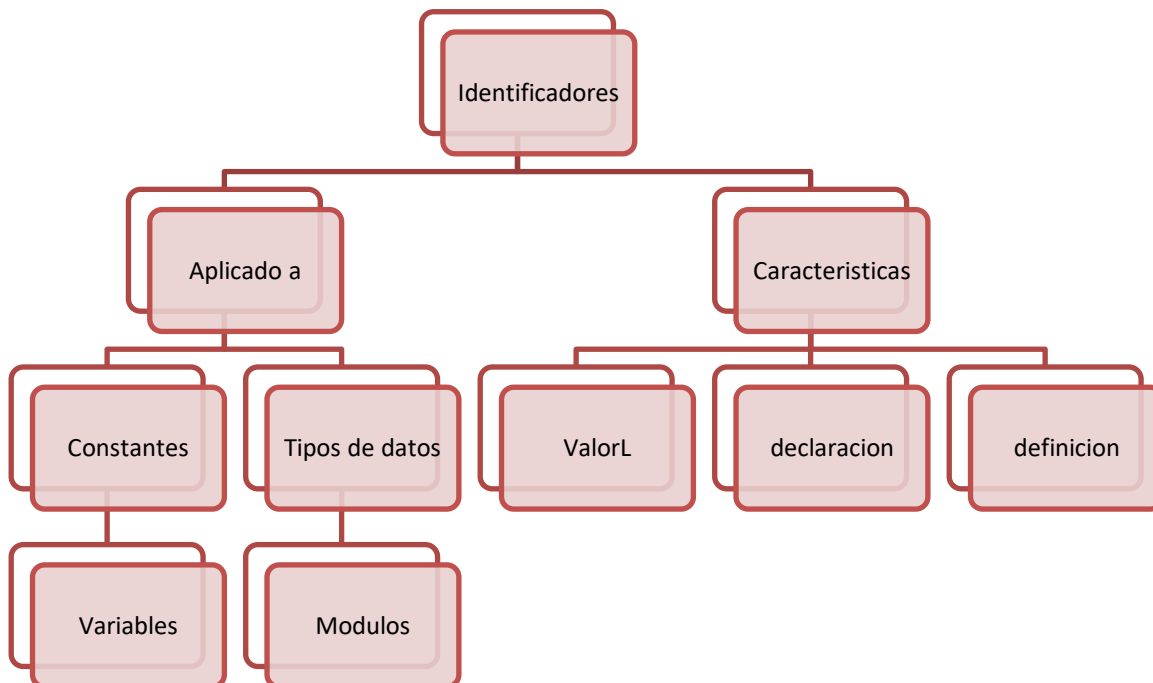 Identificadores
Aplicado a
Caracteristicas
Constantes
Tipos de datos
ValorL
declaracion
definicion
Variables
Modulos